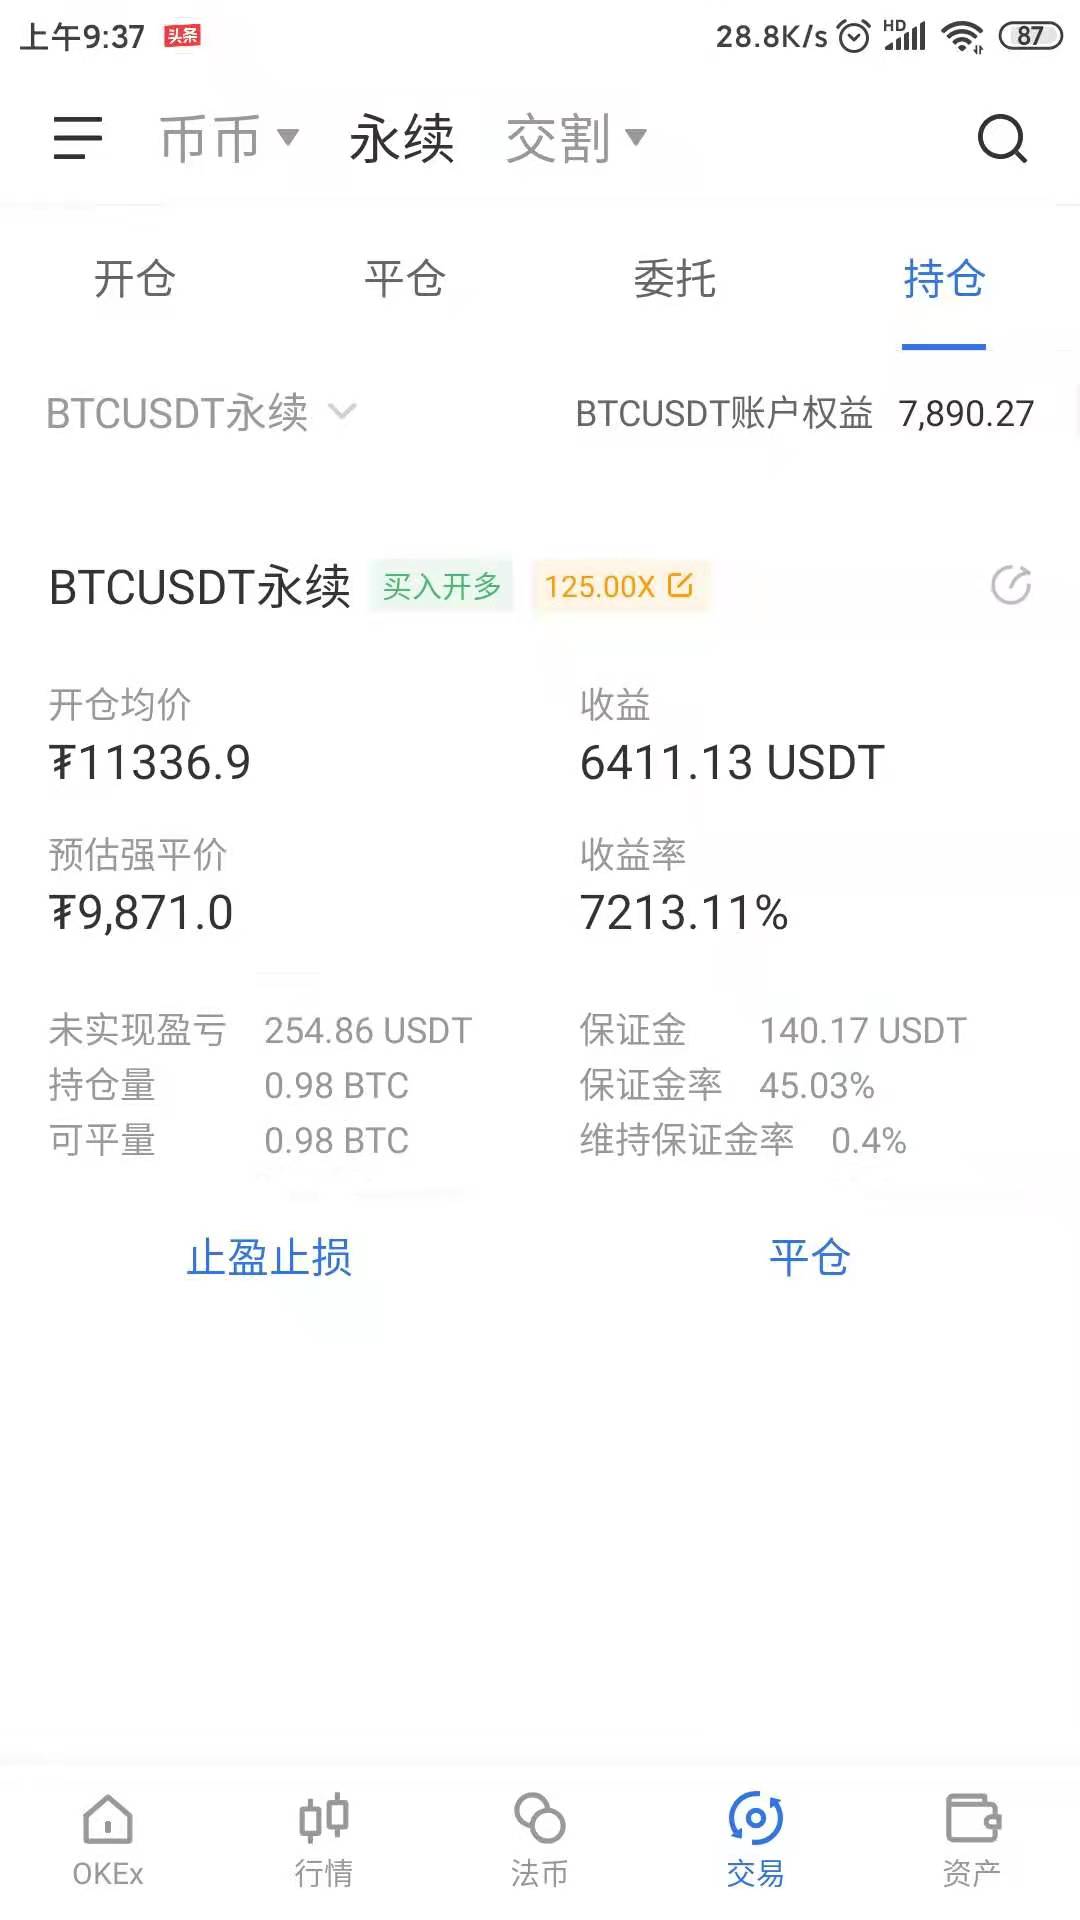 上午9:37 头条 28.8K/s HD 87
币币 永续 交割
开仓 平仓 委托 持仓
BTCUSDT永续 BTCUSDT账户权益 7,890.27
BTCUSDT永续 买入开多 125.00X
开仓均价 收益
₮11336.9 6411.13 USDT
预估强平价 收益率
₮9,871.0 7213.11%
未实现盈亏 254.86 USDT 保证金 140.17 USDT
持仓量 0.98 BTC 保证金率 45.03%
可平量 0.98 BTC 维持保证金率 0.4%
止盈止损 平仓
OKEx 行情 法币 交易 资产